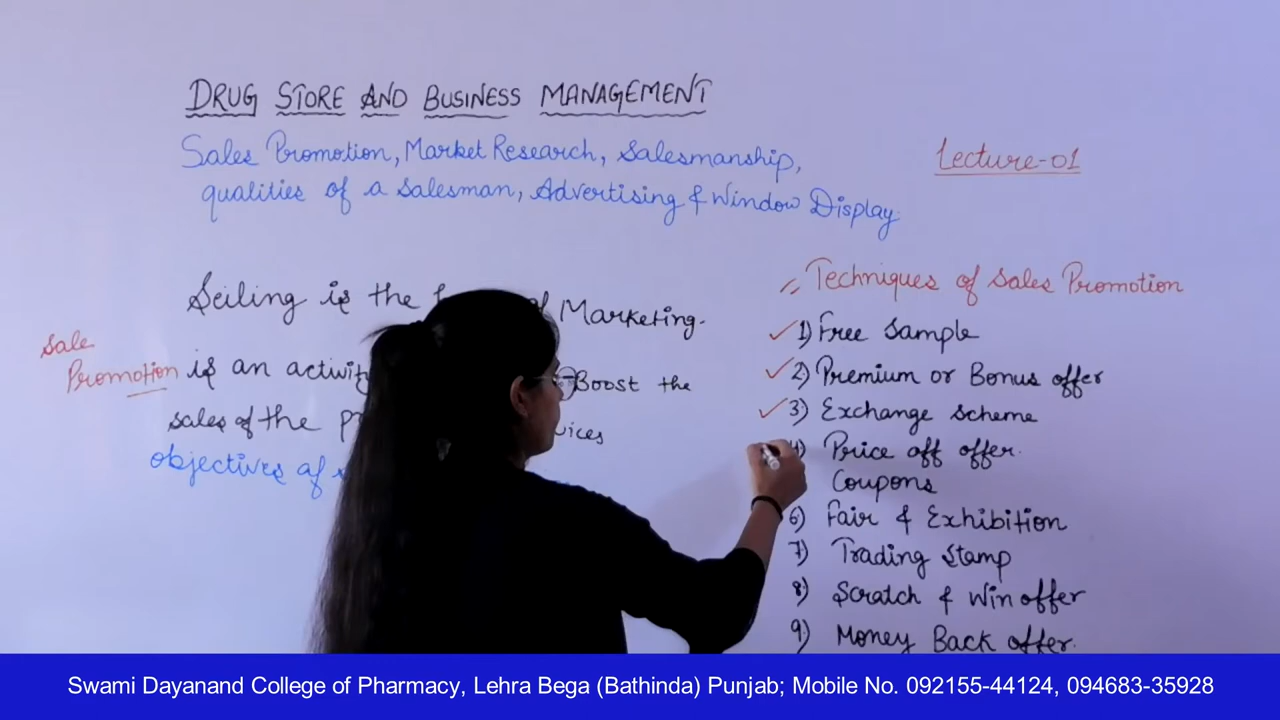 DRUG STORE AND BUSINESS MANAGEMENT
Sales Promotion, Market Research, Salesmanship,
qualities of a Salesman, Advertising & Window Display
Lecture-01
Selling is the of Marketing.
Sale
Promotion is an Boost the
sales of the
objectives of
Techniques of Sales Promotion
1) Free Sample
2) Premium or Bonus offer
3) Exchange Scheme
4) Price off offer.
Coupons
6) Fair & Exhibition
7) Trading Stamp
8) Scratch & Win offer
9) Money Back offer.
Swami Dayanand College of Pharmacy, Lehra Bega (Bathinda) Punjab; Mobile No. 092155-44124, 094683-35928